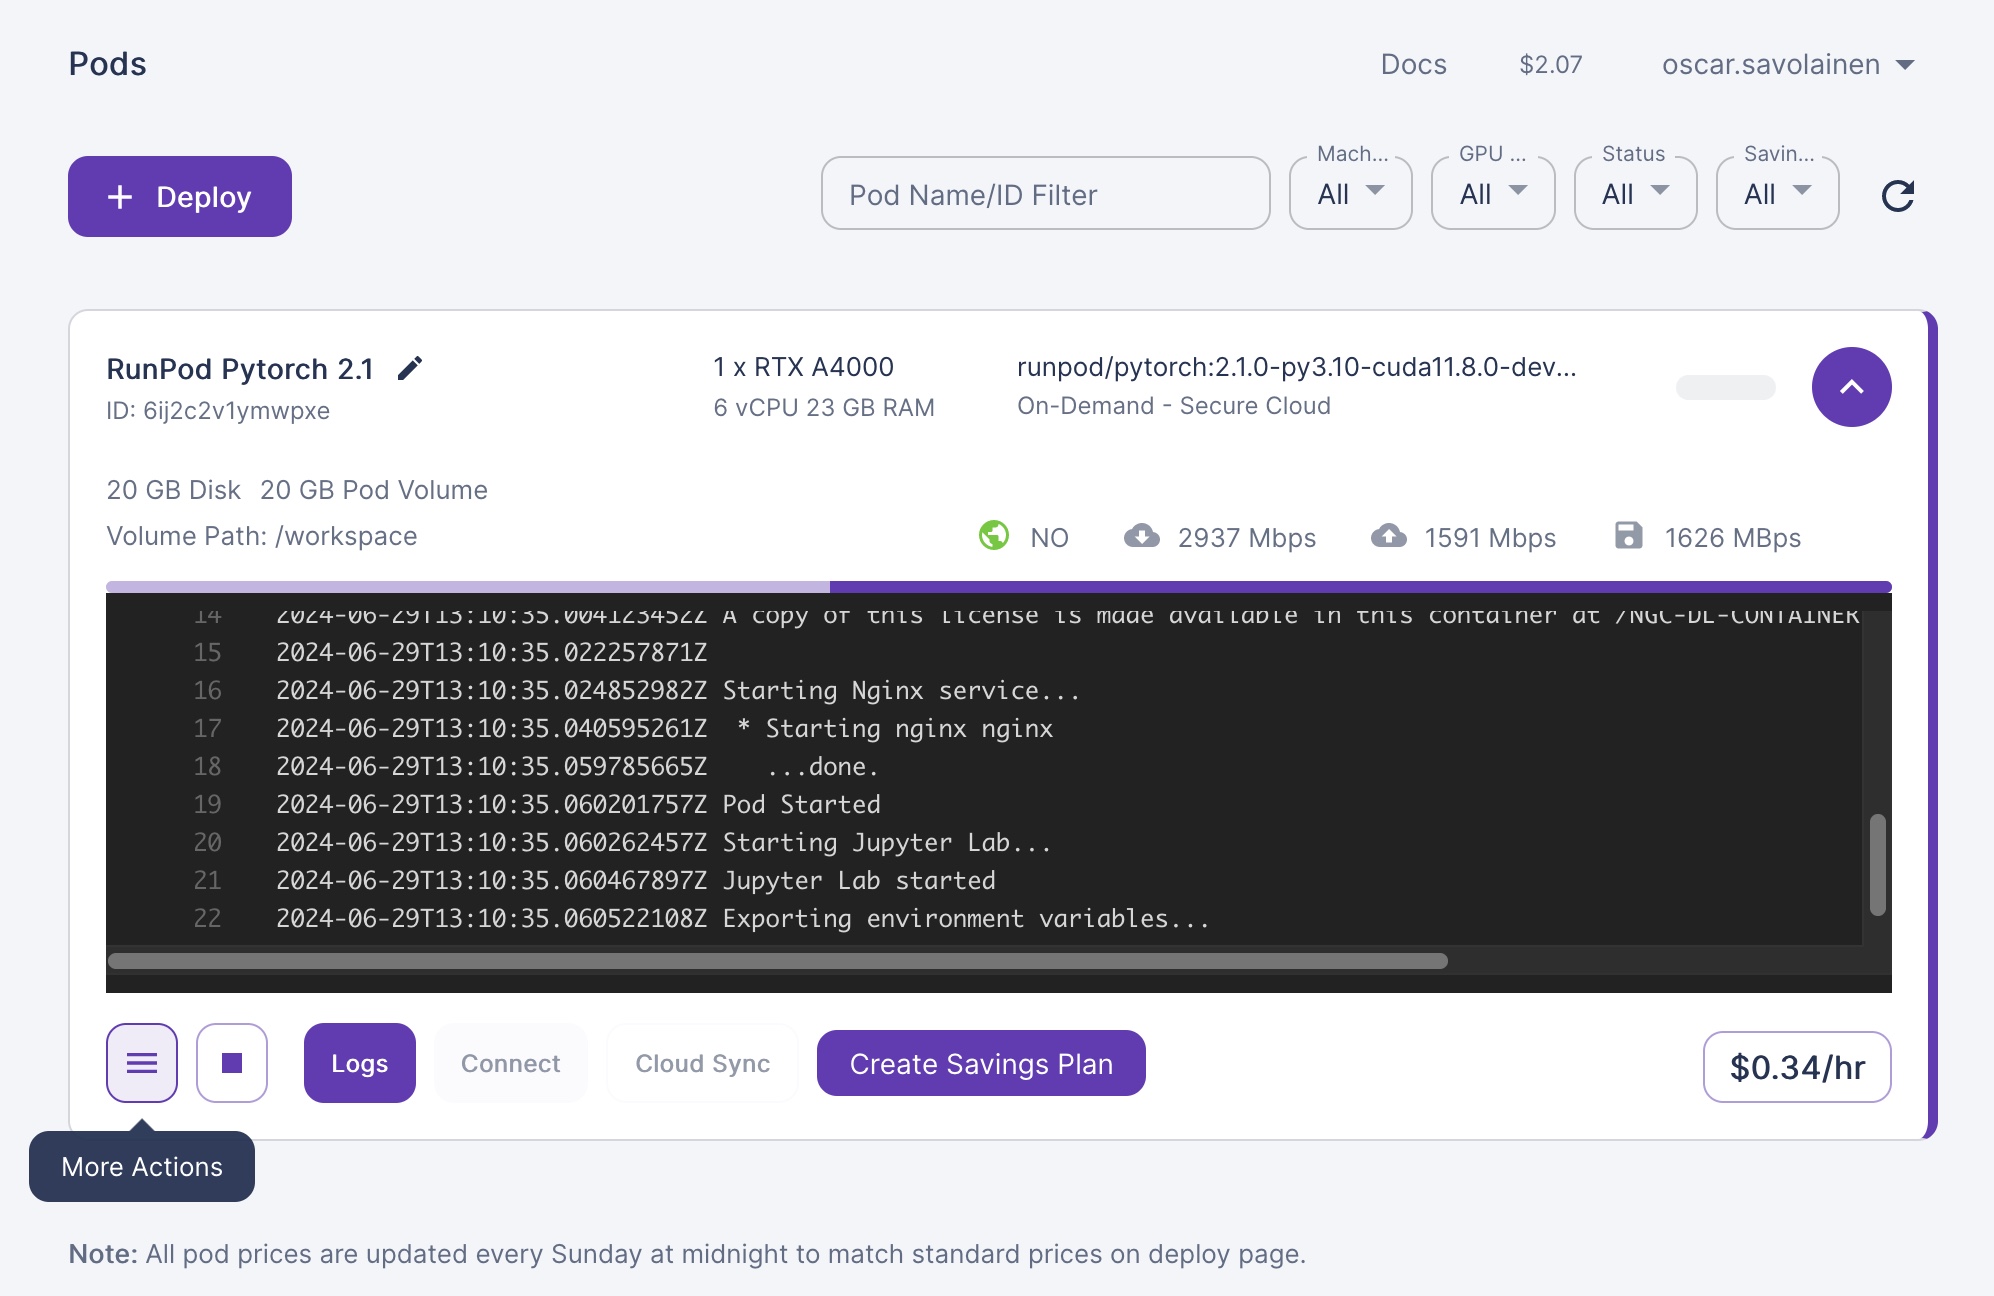 Pods
Docs
$2.07
oscar.savolainen
Deploy
Pod Name/ID Filter
Mach...
All
GPU ...
All
Status
All
Savin...
All
RunPod Pytorch 2.1
ID: 6ij2c2v1ymwpxe
1 x RTX A4000
6 vCPU 23 GB RAM
runpod/pytorch:2.1.0-py3.10-cuda11.8.0-dev...
On-Demand - Secure Cloud
20 GB Disk 20 GB Pod Volume
Volume Path: /workspace
NO
2937 Mbps
1591 Mbps
1626 MBps
14 2024-06-29T13:10:35.004123452Z A copy of this license is made available in this container at /NGC-DL-CONTAINER
15 2024-06-29T13:10:35.022257871Z
16 2024-06-29T13:10:35.024852982Z Starting Nginx service...
17 2024-06-29T13:10:35.040595261Z  * Starting nginx nginx
18 2024-06-29T13:10:35.059785665Z    ...done.
19 2024-06-29T13:10:35.060201757Z Pod Started
20 2024-06-29T13:10:35.060262457Z Starting Jupyter Lab...
21 2024-06-29T13:10:35.060467897Z Jupyter Lab started
22 2024-06-29T13:10:35.060522108Z Exporting environment variables...
Logs
Connect
Cloud Sync
Create Savings Plan
$0.34/hr
More Actions
Note: All pod prices are updated every Sunday at midnight to match standard prices on deploy page.